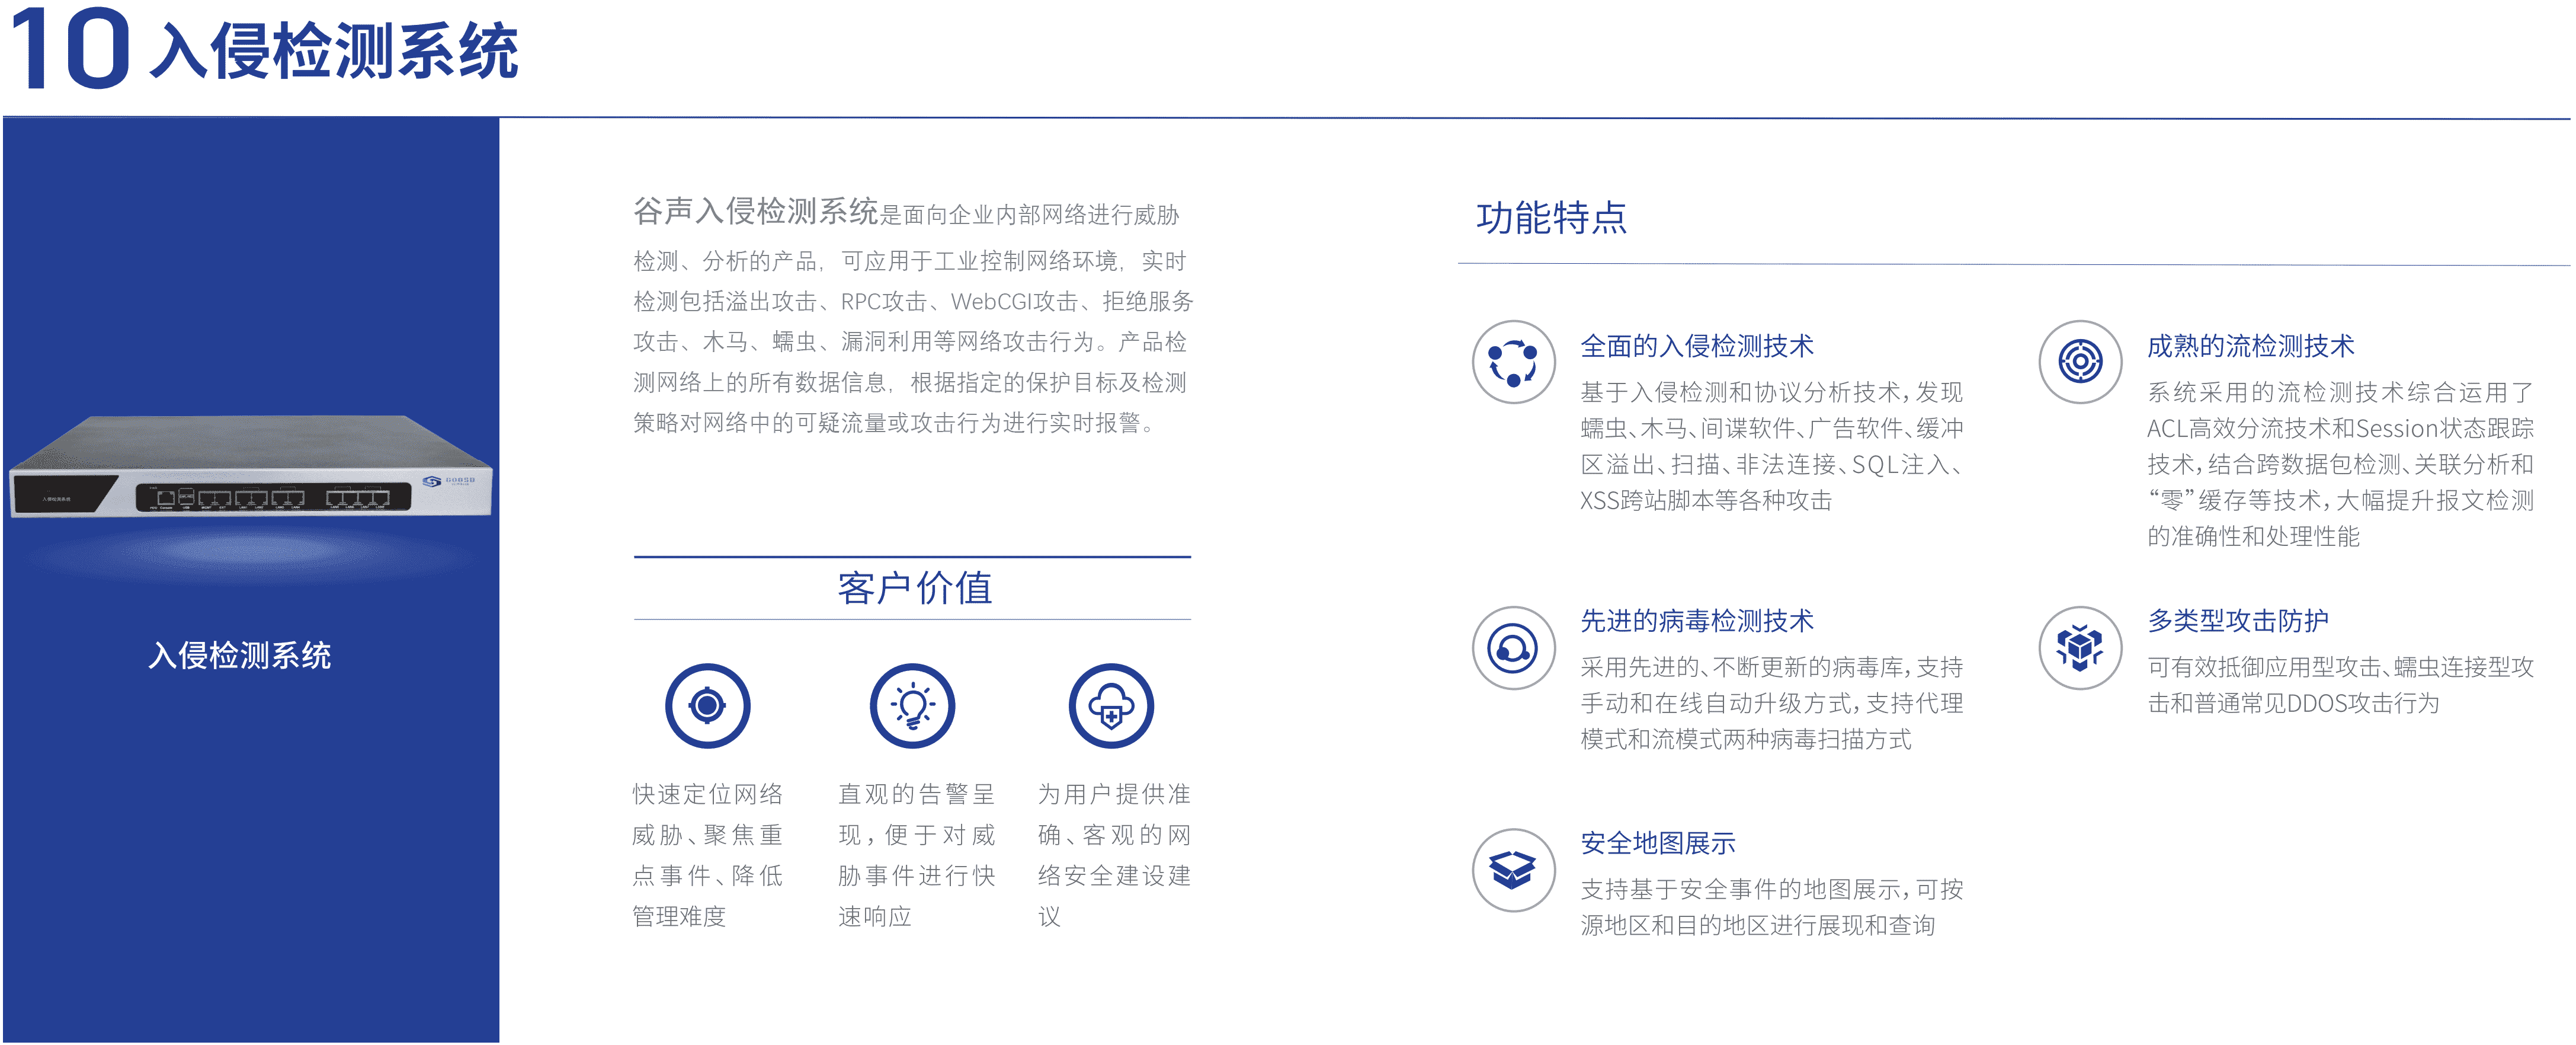 10 入侵检测系统
入侵检测系统
GOBSD
入侵检测系统
谷声入侵检测系统是面向企业内部网络进行威胁
检测、分析的产品，可应用于工业控制网络环境，实时
检测包括溢出攻击、RPC攻击、WebCGI攻击、拒绝服务
攻击、木马、蠕虫、漏洞利用等网络攻击行为。产品检
测网络上的所有数据信息，根据指定的保护目标及检测
策略对网络中的可疑流量或攻击行为进行实时报警。
客户价值
快速定位网络
威胁、聚焦重
点事件、降低
管理难度
直观的告警呈
现，便于对威
胁事件进行快
速响应
为用户提供准
确、客观的网
络安全建设建
议
功能特点
全面的入侵检测技术
基于入侵检测和协议分析技术，发现
蠕虫、木马、间谍软件、广告软件、缓冲
区溢出、扫描、非法连接、SQL注入、
XSS跨站脚本等各种攻击
成熟的流检测技术
系统采用的流检测技术综合运用了
ACL高效分流技术和Session状态跟踪
技术，结合跨数据包检测、关联分析和
“零”缓存等技术，大幅提升报文检测
的准确性和处理性能
先进的病毒检测技术
采用先进的、不断更新的病毒库，支持
手动和在线自动升级方式，支持代理
模式和流模式两种病毒扫描方式
多类型攻击防护
可有效抵御应用型攻击、蠕虫连接型攻
击和普通常见DDOS攻击行为
安全地图展示
支持基于安全事件的地图展示，可按
源地区和目的地区进行展现和查询